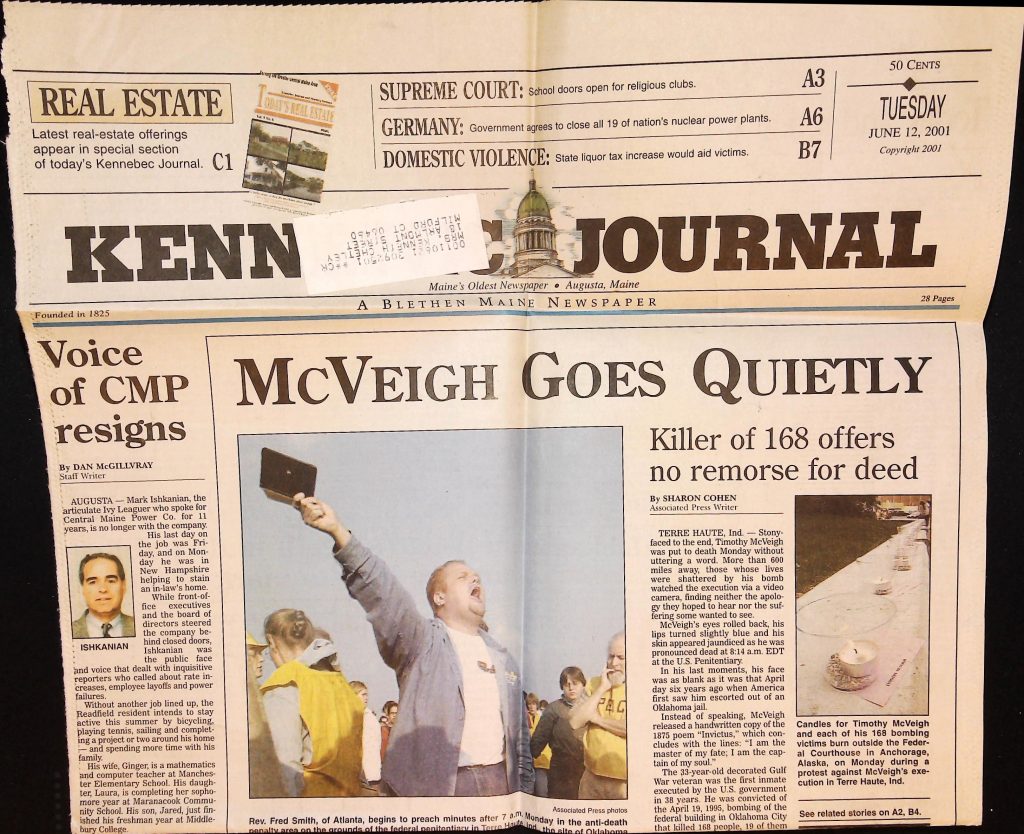 REAL ESTATE
Latest real-estate offerings
appear in special section
of today's Kennebec Journal. C1
TODAY'S REAL ESTATE
SUPREME COURT: School doors open for religious clubs. A3
GERMANY: Government agrees to close all 19 of nation's nuclear power plants. A6
DOMESTIC VIOLENCE: State liquor tax increase would aid victims. B7
50 CENTS
TUESDAY
JUNE 12, 2001
Copyright 2001
KENN C JOURNAL
MRS KENNETH CHETLEY
MILFORD CT 06460
Maine's Oldest Newspaper • Augusta, Maine
A BLETHEN MAINE NEWSPAPER
28 Pages
Founded in 1825
Voice
of CMP
resigns
By DAN McGILLVRAY
Staff Writer
AUGUSTA — Mark Ishkanian, the
articulate Ivy Leaguer who spoke for
Central Maine Power Co. for 11
years, is no longer with the company.
His last day on
the job was Fri-
day, and on Mon-
day he was in
New Hampshire
helping to stain
an in-law's home.
While front-of-
fice executives
and the board of
directors steered
the company be-
hind closed doors,
Ishkanian was
the public face
and voice that dealt with inquisitive
reporters who called about rate in-
creases, employee layoffs and power
failures.
ISHKANIAN
Without another job lined up, the
Readfield resident intends to stay
active this summer by bicycling,
playing tennis, sailing and complet-
ing a project or two around his home
— and spending more time with his
family.
His wife, Ginger, is a mathematics
and computer teacher at Manches-
ter Elementary School. His daugh-
ter, Laura, is completing her sopho-
more year at Maranacook Commu-
nity School. His son, Jared, just fin-
ished his freshman year at Middle-
bury College.
MCVEIGH GOES QUIETLY
Associated Press photos
Rev. Fred Smith, of Atlanta, begins to preach minutes after 7 a.m. Monday in the anti-death
penalty area on the grounds of the federal penitentiary in Terre Haute, Ind., the site of Oklahoma
Killer of 168 offers
no remorse for deed
By SHARON COHEN
Associated Press Writer
TERRE HAUTE, Ind. — Stony-
faced to the end, Timothy McVeigh
was put to death Monday without
uttering a word. More than 600
miles away, those whose lives
were shattered by his bomb
watched the execution via a video
camera, finding neither the apolo-
gy they hoped to hear nor the suf-
fering some wanted to see.
McVeigh's eyes rolled back, his
lips turned slightly blue and his
skin appeared jaundiced as he was
pronounced dead at 8:14 a.m. EDT
at the U.S. Penitentiary.
In his last moments, his face
was as blank as it was that April
day six years ago when America
first saw him escorted out of an
Oklahoma jail.
Instead of speaking, McVeigh
released a handwritten copy of the
1875 poem "Invictus," which con-
cludes with the lines: "I am the
master of my fate; I am the cap-
tain of my soul."
The 33-year-old decorated Gulf
War veteran was the first inmate
executed by the U.S. government
in 38 years. He was convicted of
the April 19, 1995, bombing of the
federal building in Oklahoma City
that killed 168 people, 19 of them
Candles for Timothy McVeigh
and each of his 168 bombing
victims burn outside the Feder-
al Courthouse in Anchorage,
Alaska, on Monday during a
protest against McVeigh's exe-
cution in Terre Haute, Ind.
See related stories on A2, B4.